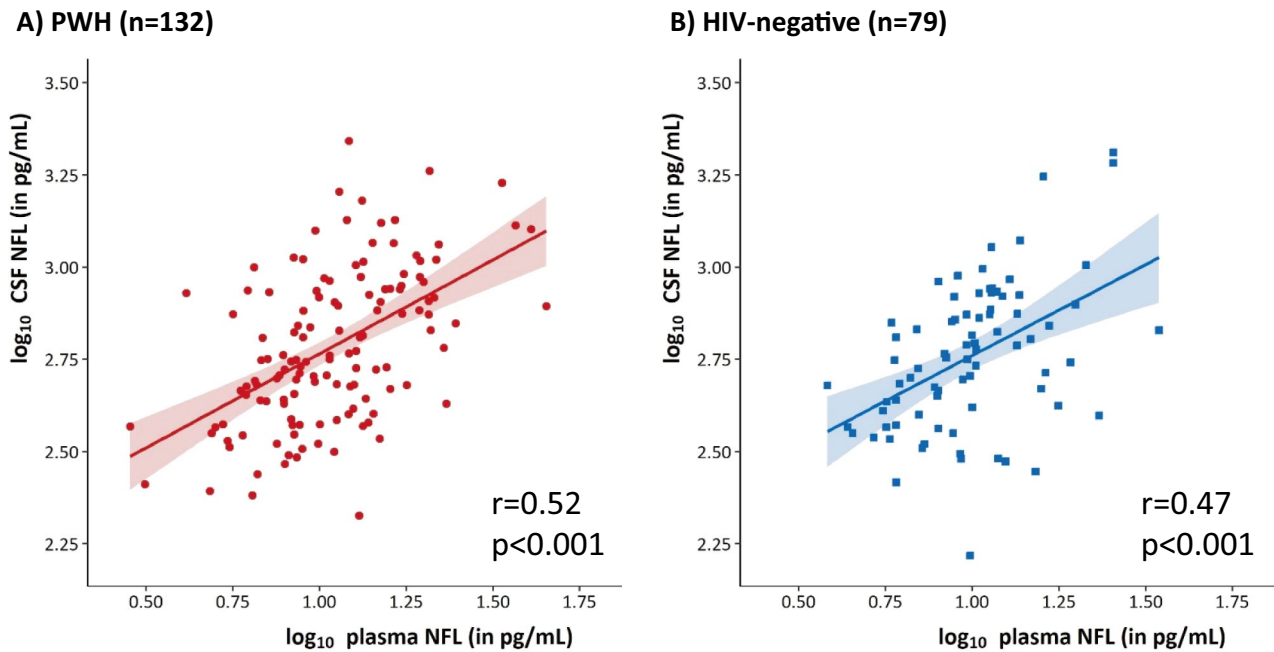 A) PWH (n=132)
log₁₀ CSF NFL (in pg/mL)
3.50
3.25
3.00
2.75
2.50
2.25
r=0.52
p<0.001
0.50 0.75 1.00 1.25 1.50 1.75
log₁₀ plasma NFL (in pg/mL)
B) HIV-negative (n=79)
log₁₀ CSF NFL (in pg/mL)
3.50
3.25
3.00
2.75
2.50
2.25
r=0.47
p<0.001
0.50 0.75 1.00 1.25 1.50 1.75
log₁₀ plasma NFL (in pg/mL)